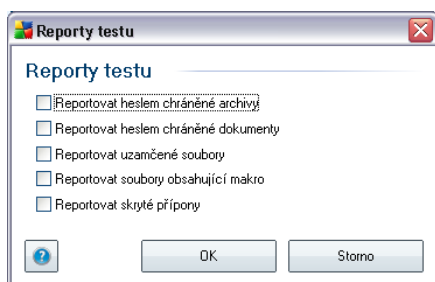 Reporty testu
Reporty testu
Reportovat heslem chráněné archivy
Reportovat heslem chráněné dokumenty
Reportovat uzamčené soubory
Reportovat soubory obsahující makro
Reportovat skryté přípony
OK Storno